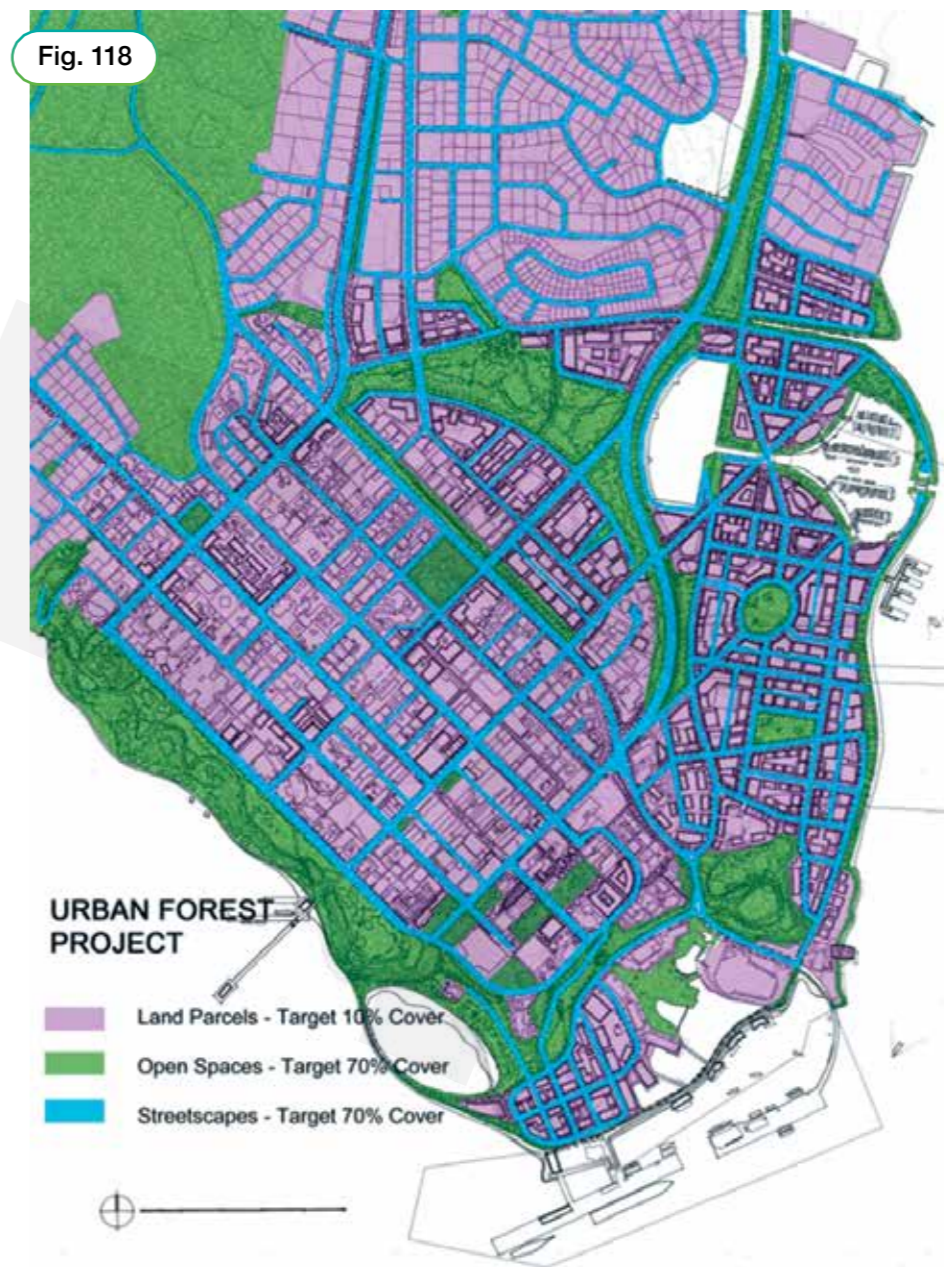 Fig. 118
URBAN FOREST
PROJECT
Land Parcels - Target 10% Cover
Open Spaces - Target 70% Cover
Streetscapes - Target 70% Cover